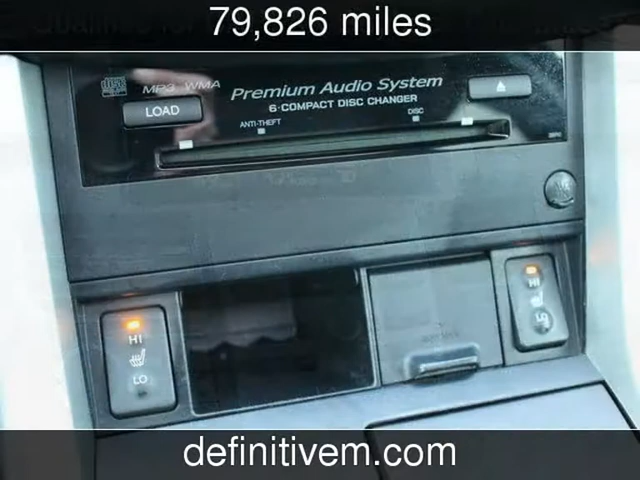 79,826 miles
MP3 WMA
Premium Audio System
LOAD
6·COMPACT DISC CHANGER
ANTI-THEFT
DISC
HI
LO
HI
LO
definitivem.com